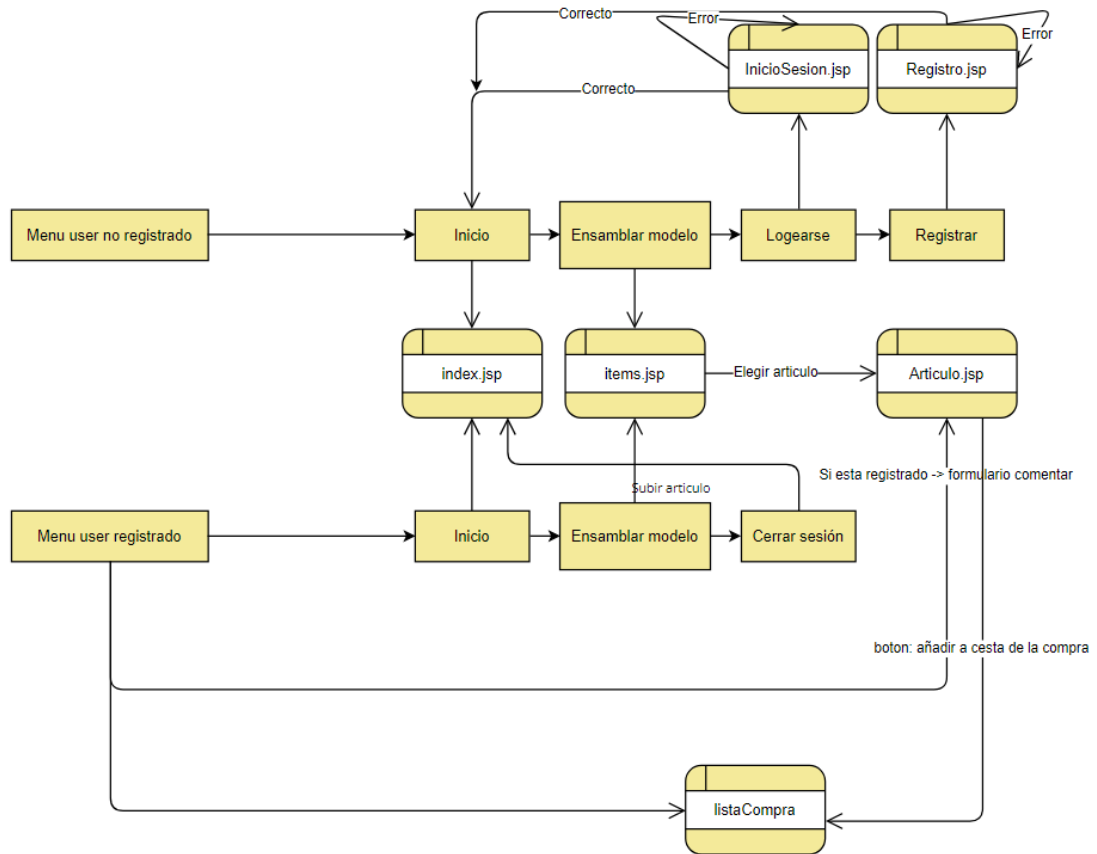 Correcto
Error
Error
InicioSesion.jsp
Registro.jsp
Correcto
Menu user no registrado
Inicio
Ensamblar modelo
Logearse
Registrar
index.jsp
items.jsp
Elegir articulo
Articulo.jsp
Si esta registrado -> formulario comentar
Subir articulo
Menu user registrado
Inicio
Ensamblar modelo
Cerrar sesión
boton: añadir a cesta de la compra
listaCompra